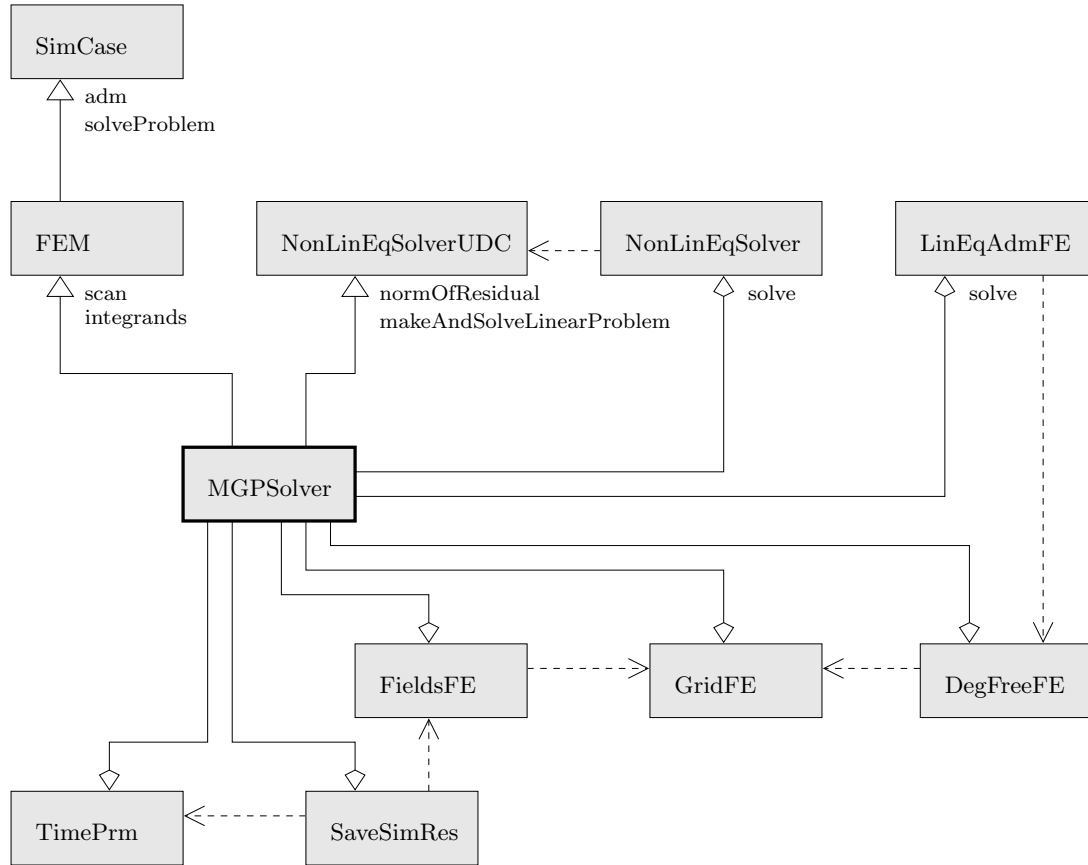 SimCase
adm
solveProblem
FEM
NonLinEqSolverUDC
NonLinEqSolver
LinEqAdmFE
scan
integrands
normOfResidual
makeAndSolveLinearProblem
solve
solve
MGPSolver
FieldsFE
GridFE
DegFreeFE
TimePrm
SaveSimRes